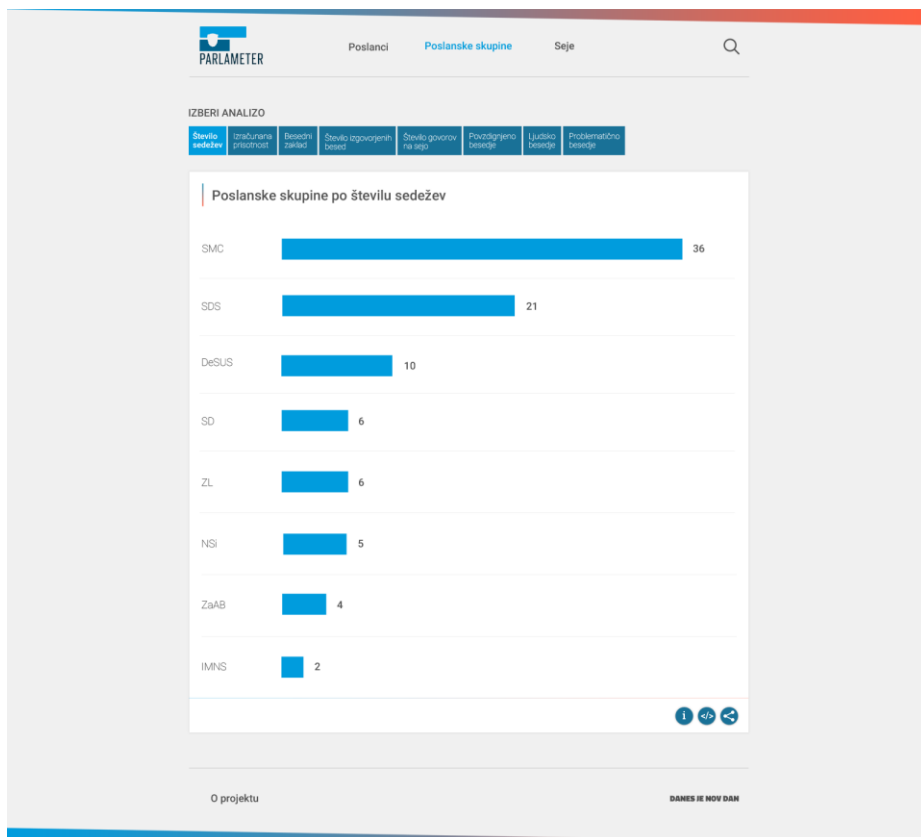 PARLAMETER
Poslanci Poslanske skupine Seje
IZBERI ANALIZO
Število sedežev
Izračunana prisotnost
Besedni zaklad
Število izgovorjenih besed
Število govorov na sejo
Povzdignjeno besedje
Ljudsko besedje
Problematično besedje
Poslanske skupine po številu sedežev
SMC 36
SDS 21
DeSUS 10
SD 6
ZL 6
NSi 5
ZaAB 4
IMNS 2
i </>
O projektu DANES JE NOV DAN